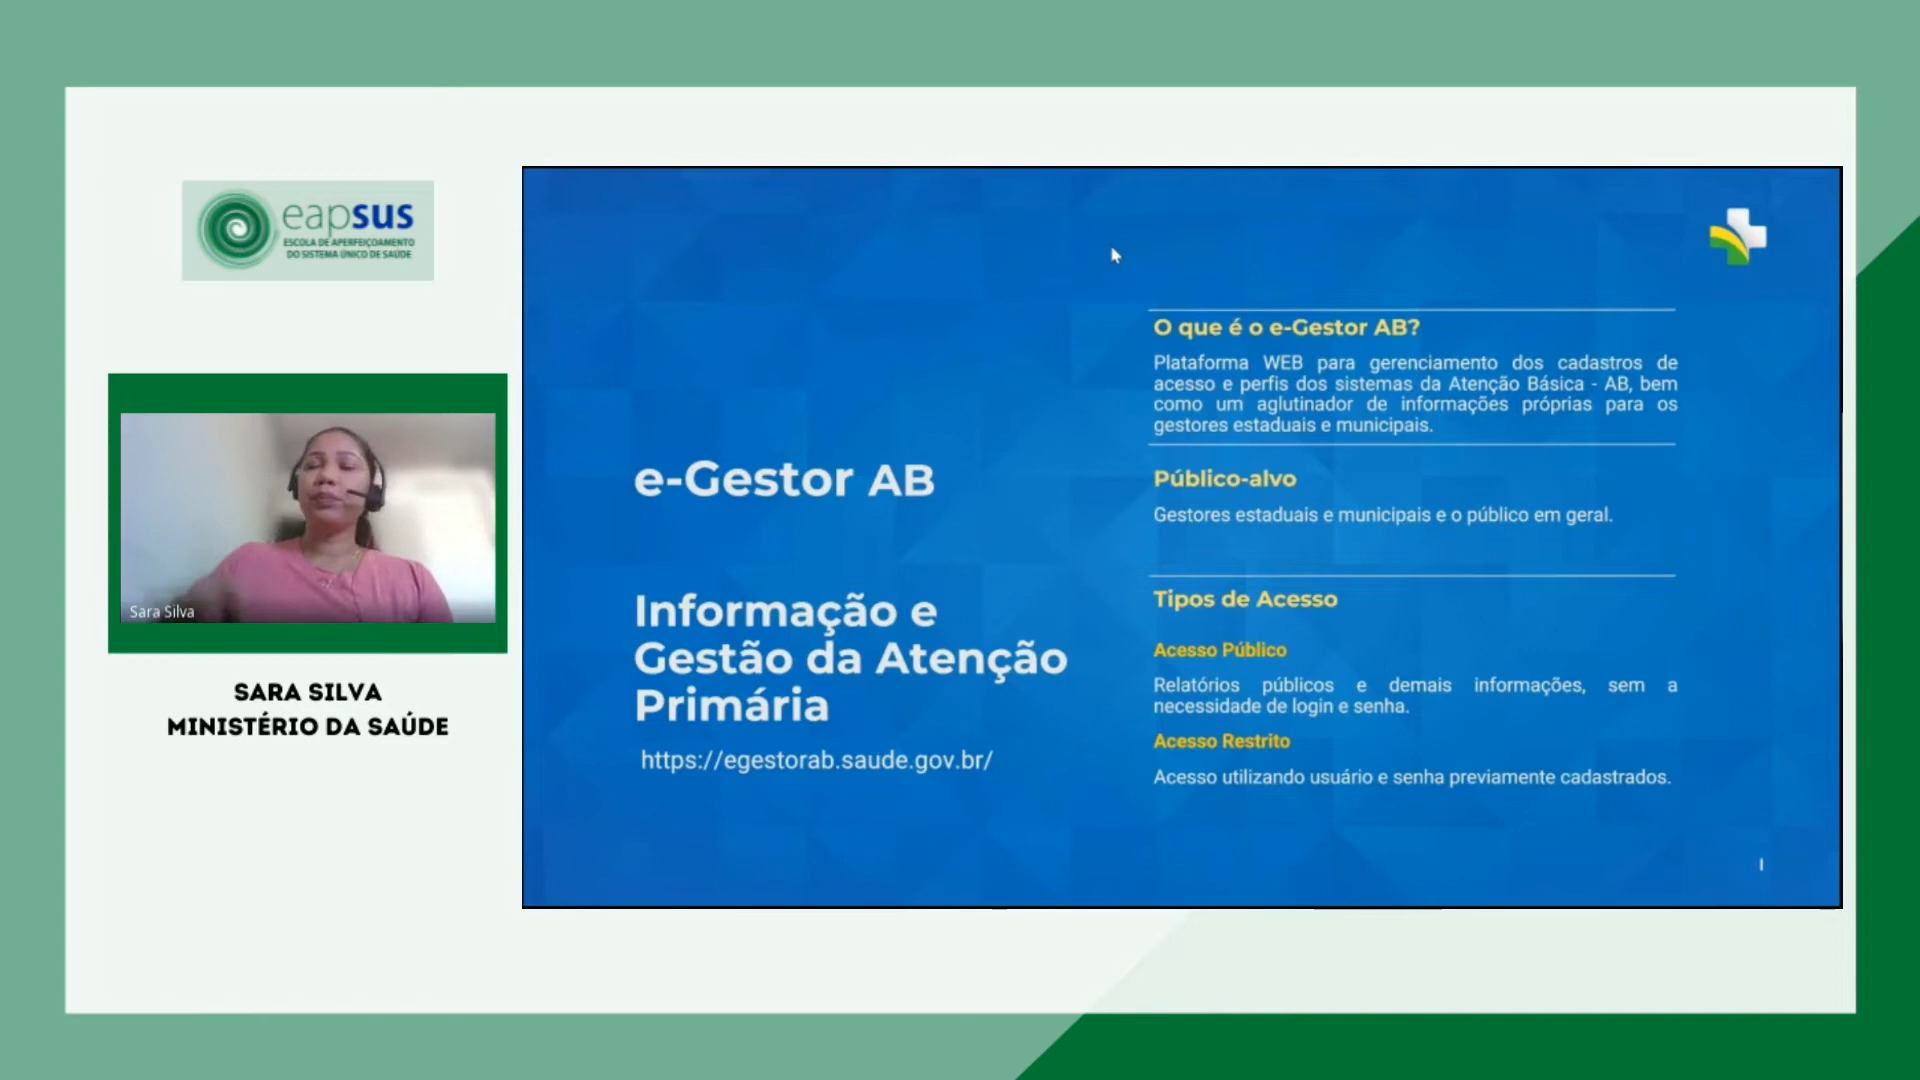 eapsus
ESCOLA DE APERFEIÇOAMENTO
DO SISTEMA ÚNICO DE SAÚDE
Sara Silva
SARA SILVA
MINISTÉRIO DA SAÚDE
e-Gestor AB
Informação e
Gestão da Atenção
Primária
https://egestorab.saude.gov.br/
O que é o e-Gestor AB?
Plataforma WEB para gerenciamento dos cadastros de
acesso e perfis dos sistemas da Atenção Básica - AB, bem
como um aglutinador de informações próprias para os
gestores estaduais e municipais.
Público-alvo
Gestores estaduais e municipais e o público em geral.
Tipos de Acesso
Acesso Público
Relatórios públicos e demais informações, sem a
necessidade de login e senha.
Acesso Restrito
Acesso utilizando usuário e senha previamente cadastrados.